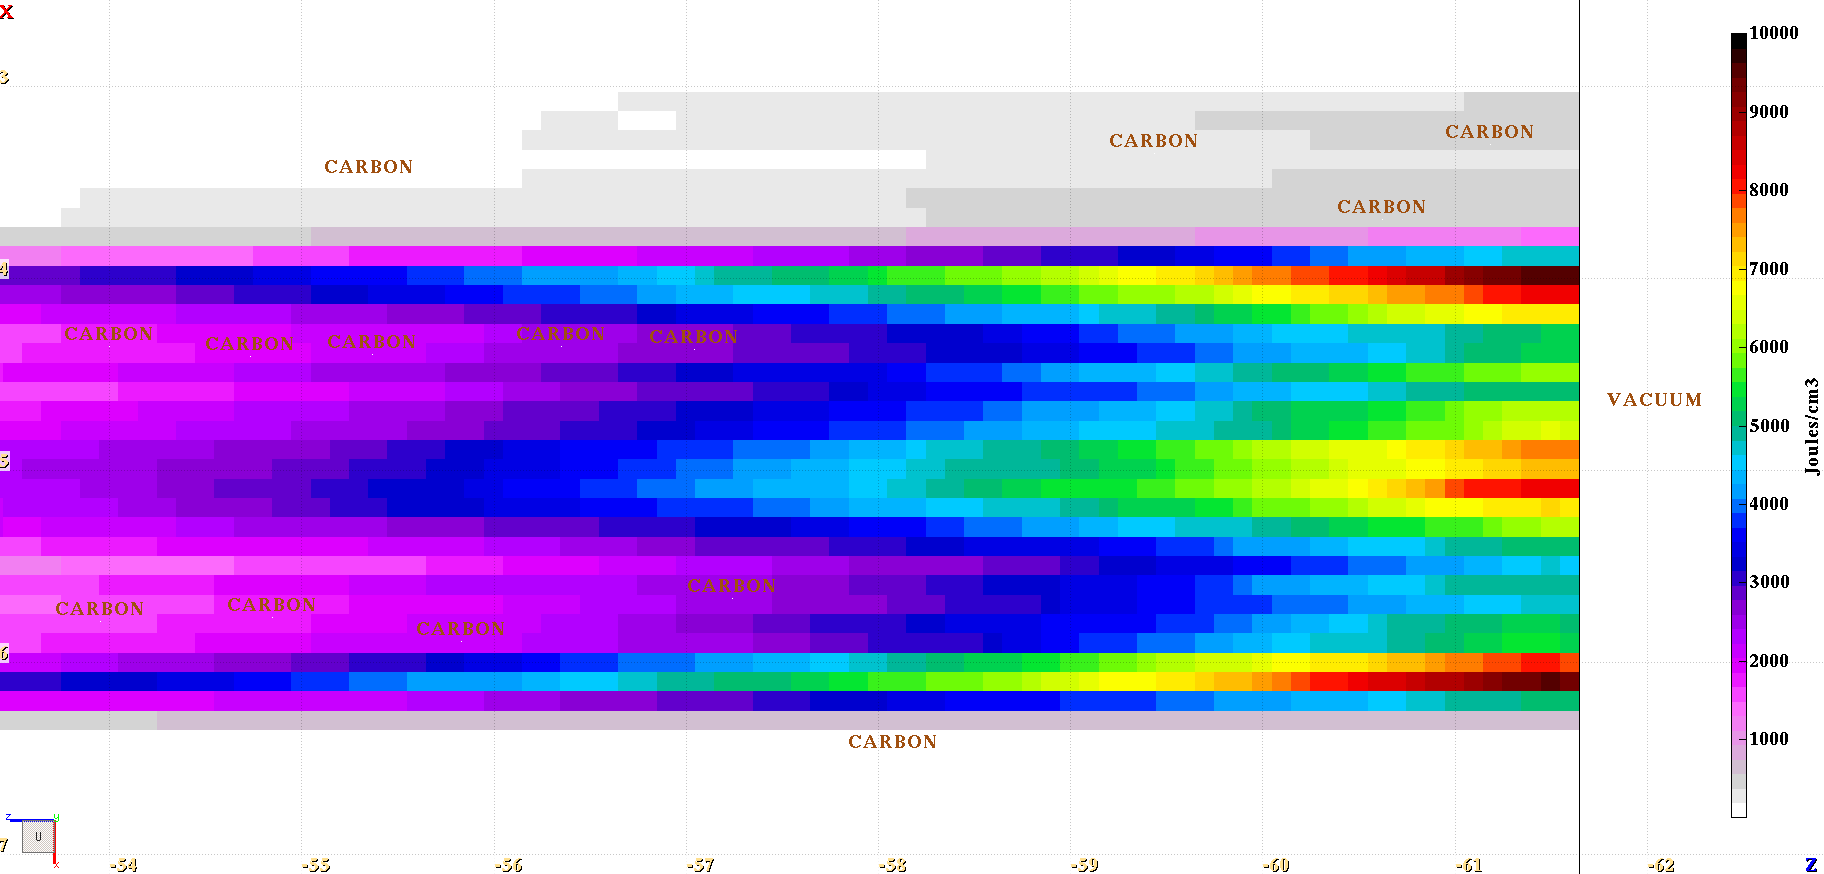 X
10000
3
9000
CARBON
CARBON
CARBON
8000
CARBON
4
7000
CARBON
CARBON
CARBON
CARBON
CARBON
6000
VACUUM
Joules/cm3
5000
5
4000
3000
CARBON
CARBON
CARBON
CARBON
6
2000
CARBON
1000
z
y
U
x
7
-54
-55
-56
-57
-58
-59
-60
-61
-62
Z